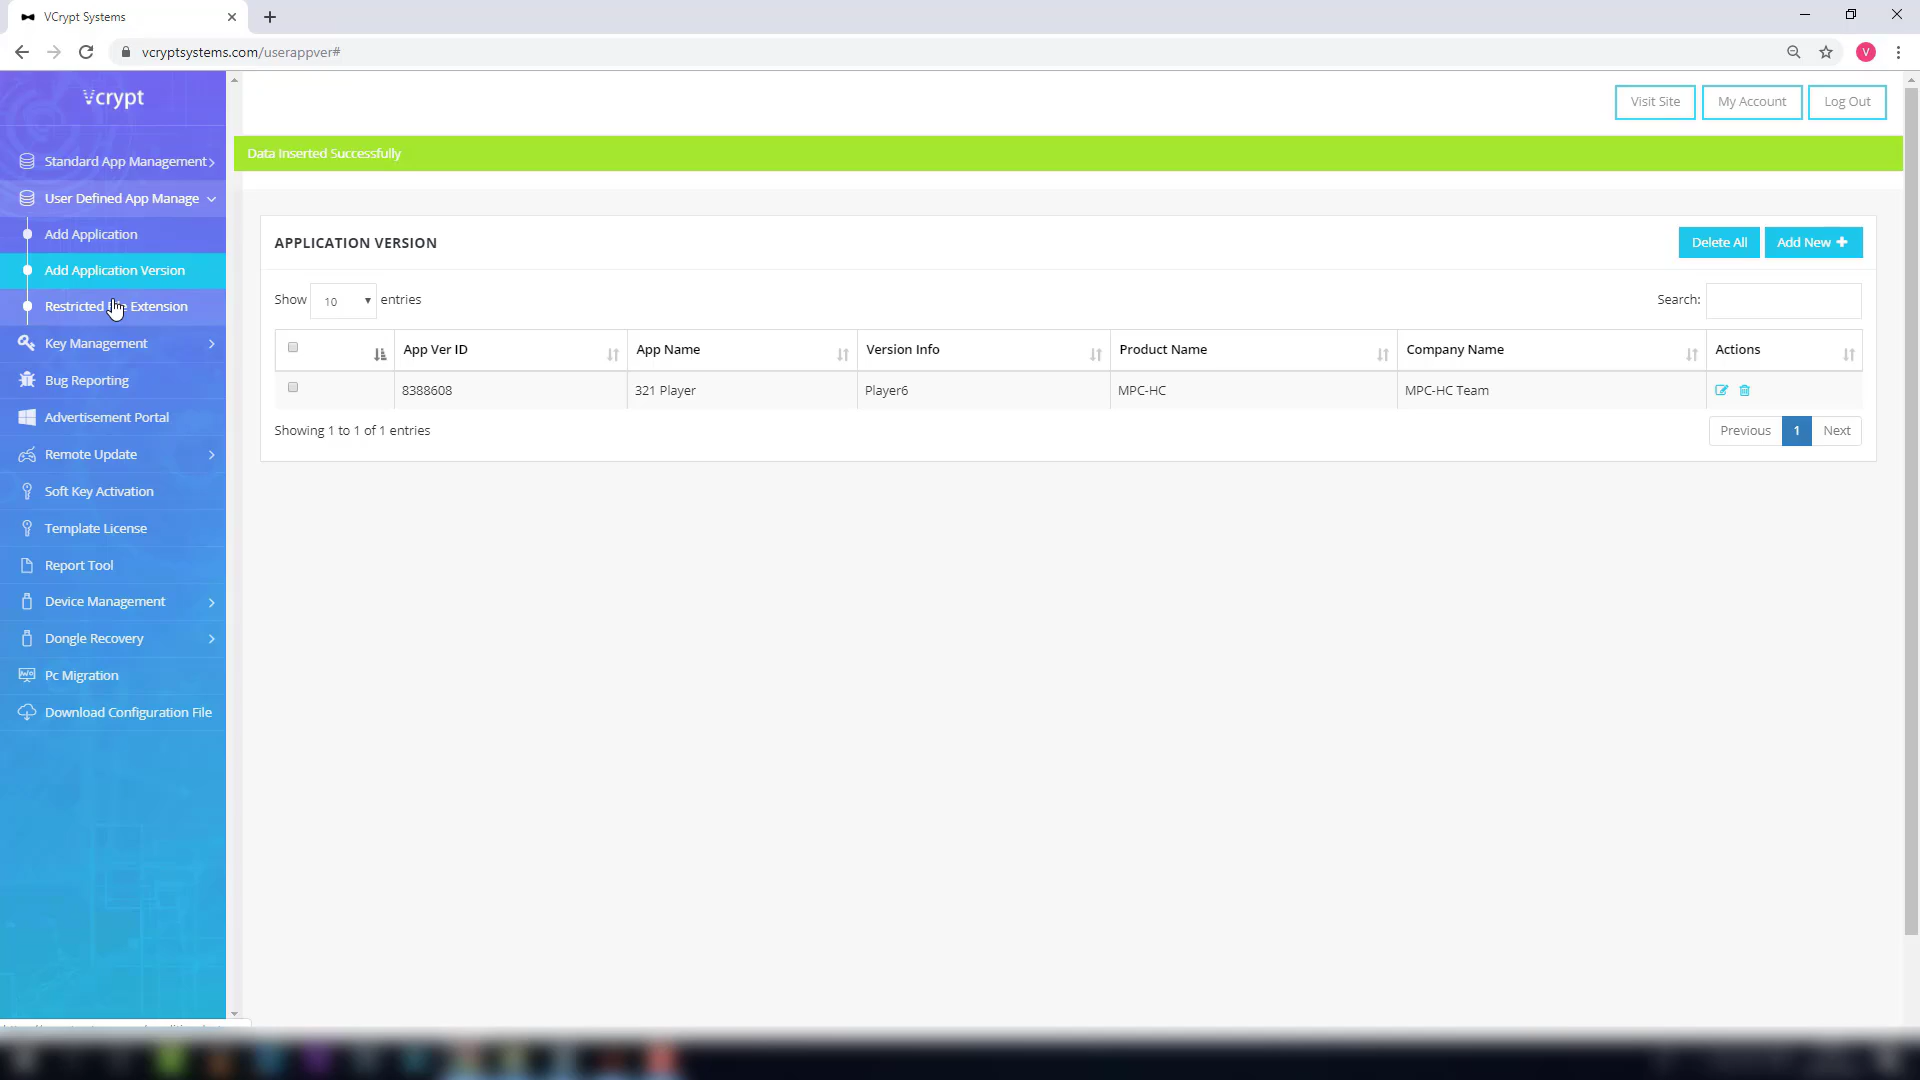 VCrypt Systems
vcryptsystems.com/userappver#
V
Vcrypt
Visit Site
My Account
Log Out
Data Inserted Successfully
Standard App Management
User Defined App Manage
Add Application
Add Application Version
Restricted Extension
Key Management
Bug Reporting
Advertisement Portal
Remote Update
Soft Key Activation
Template License
Report Tool
Device Management
Dongle Recovery
Pc Migration
Download Configuration File
APPLICATION VERSION
Delete All
Add New
Show 10 entries
Search:
App Ver ID App Name Version Info Product Name Company Name Actions
8388608 321 Player Player6 MPC-HC MPC-HC Team
Showing 1 to 1 of 1 entries
Previous 1 Next